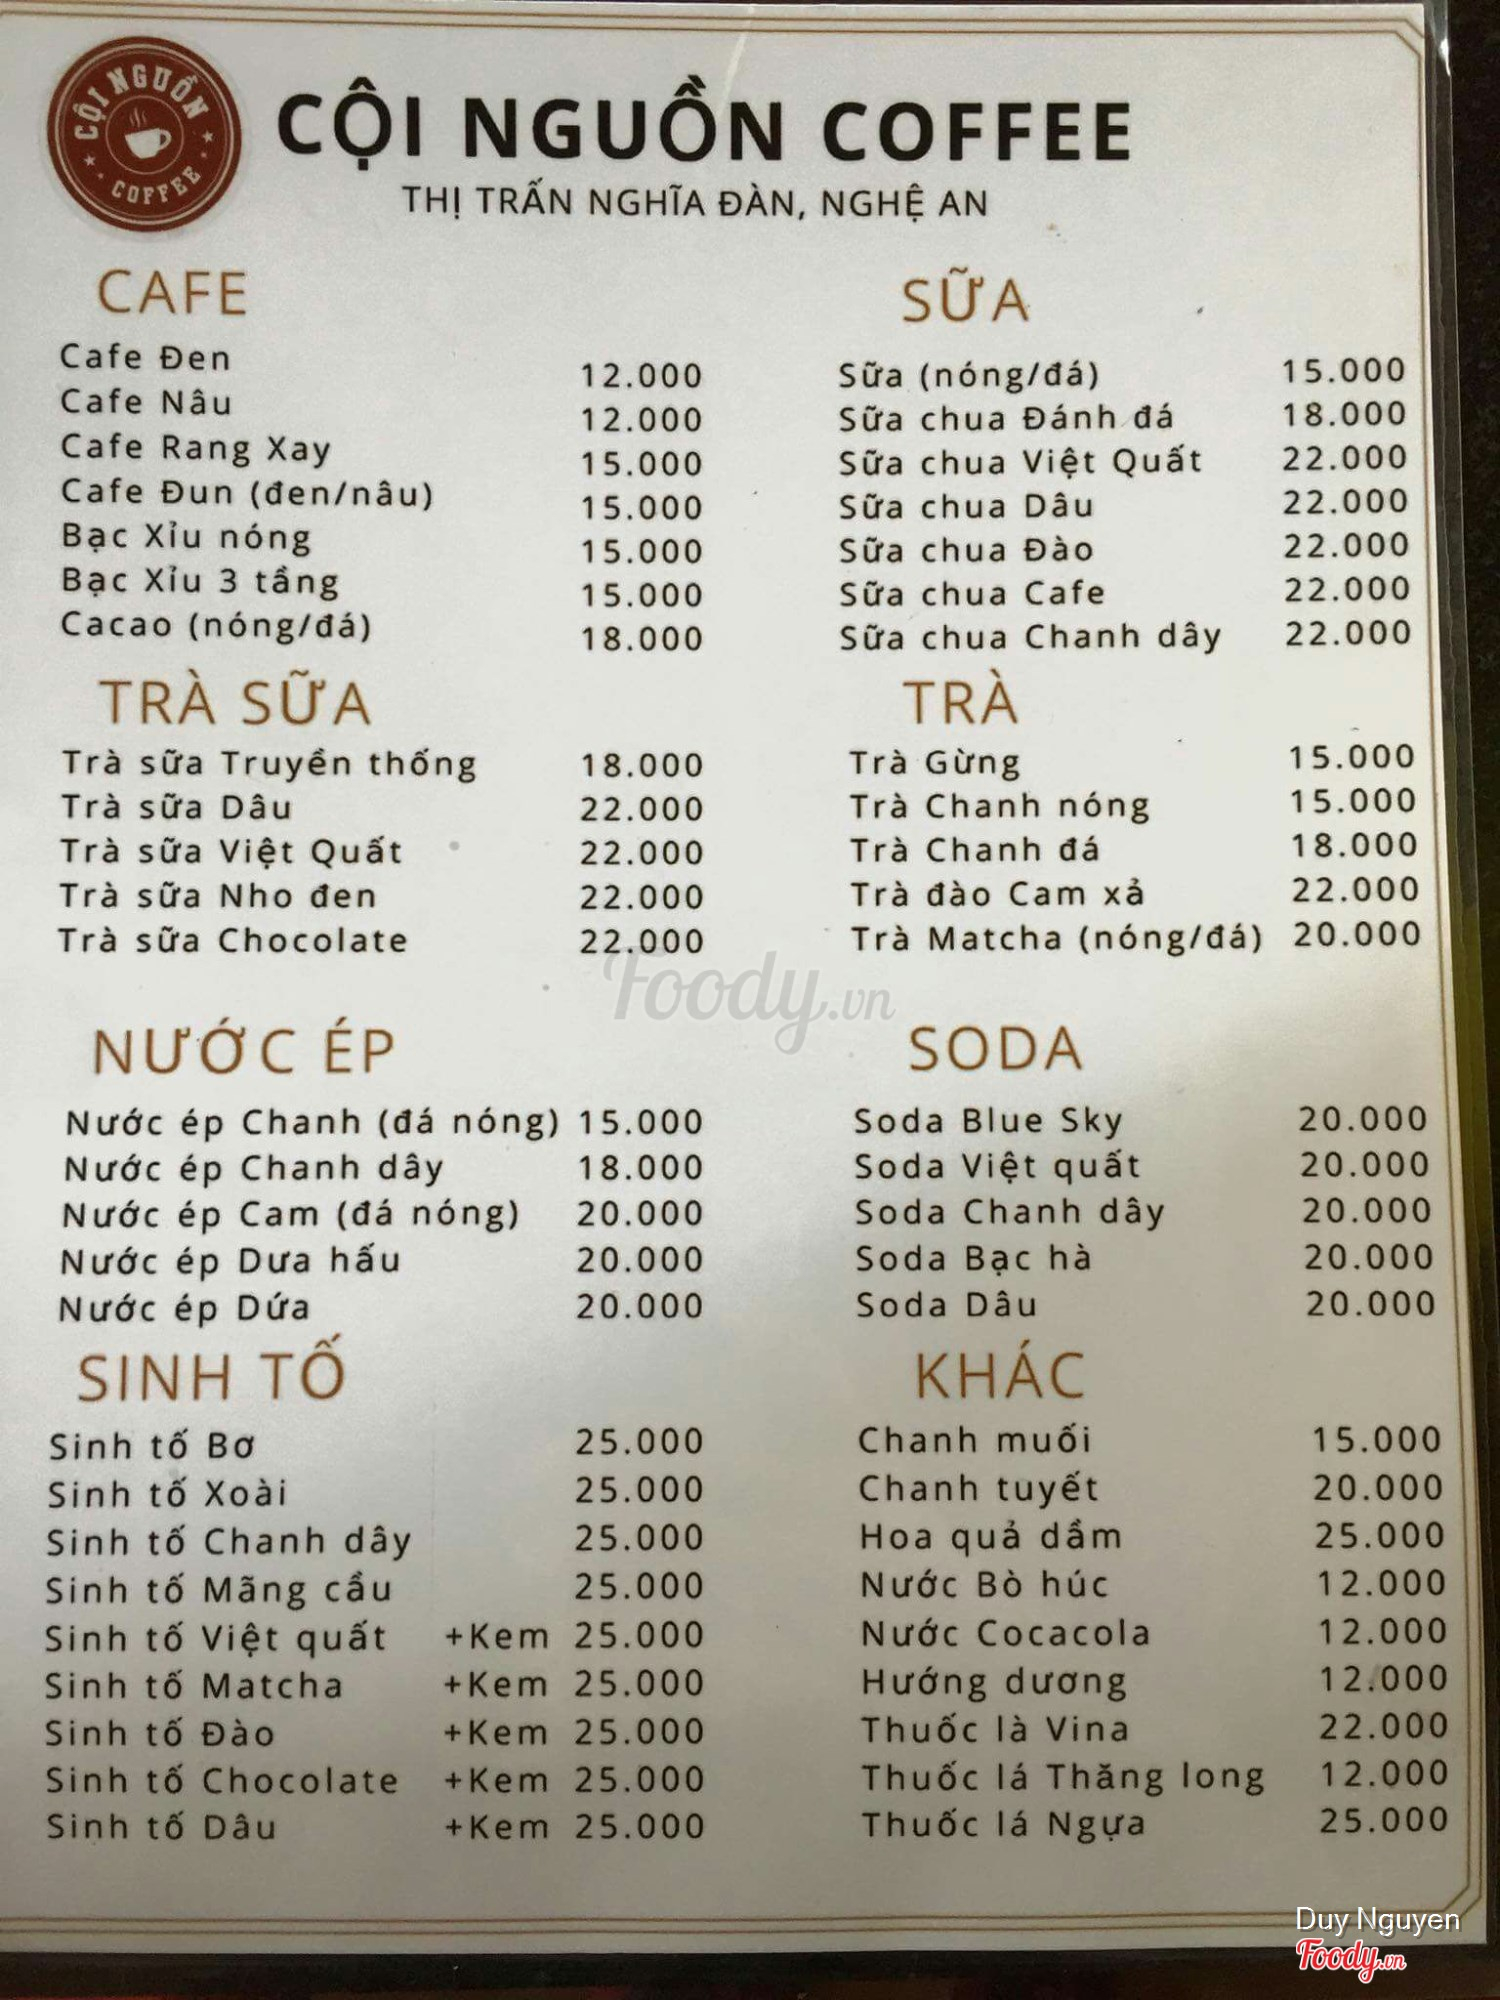 CỘI NGUỒN
COFFEE
CỘI NGUỒN COFFEE
THỊ TRẤN NGHĨA ĐÀN, NGHỆ AN
CAFE
Cafe Đen 12.000
Cafe Nâu 12.000
Cafe Rang Xay 15.000
Cafe Đun (đen/nâu) 15.000
Bạc Xỉu nóng 15.000
Bạc Xỉu 3 tầng 15.000
Cacao (nóng/đá) 18.000
SỮA
Sữa (nóng/đá) 15.000
Sữa chua Đánh đá 18.000
Sữa chua Việt Quất 22.000
Sữa chua Dâu 22.000
Sữa chua Đào 22.000
Sữa chua Cafe 22.000
Sữa chua Chanh dây 22.000
TRÀ SỮA
Trà sữa Truyền thống 18.000
Trà sữa Dâu 22.000
Trà sữa Việt Quất 22.000
Trà sữa Nho đen 22.000
Trà sữa Chocolate 22.000
TRÀ
Trà Gừng 15.000
Trà Chanh nóng 15.000
Trà Chanh đá 18.000
Trà đào Cam xả 22.000
Trà Matcha (nóng/đá) 20.000
Foody.vn
NƯỚC ÉP
Nước ép Chanh (đá nóng) 15.000
Nước ép Chanh dây 18.000
Nước ép Cam (đá nóng) 20.000
Nước ép Dưa hấu 20.000
Nước ép Dứa 20.000
SODA
Soda Blue Sky 20.000
Soda Việt quất 20.000
Soda Chanh dây 20.000
Soda Bạc hà 20.000
Soda Dâu 20.000
SINH TỐ
Sinh tố Bơ 25.000
Sinh tố Xoài 25.000
Sinh tố Chanh dây 25.000
Sinh tố Mãng cầu 25.000
Sinh tố Việt quất +Kem 25.000
Sinh tố Matcha +Kem 25.000
Sinh tố Đào +Kem 25.000
Sinh tố Chocolate +Kem 25.000
Sinh tố Dâu +Kem 25.000
KHÁC
Chanh muối 15.000
Chanh tuyết 20.000
Hoa quả dầm 25.000
Nước Bò húc 12.000
Nước Cocacola 12.000
Hướng dương 12.000
Thuốc là Vina 22.000
Thuốc lá Thăng long 12.000
Thuốc lá Ngựa 25.000
Duy Nguyen
Foody.vn